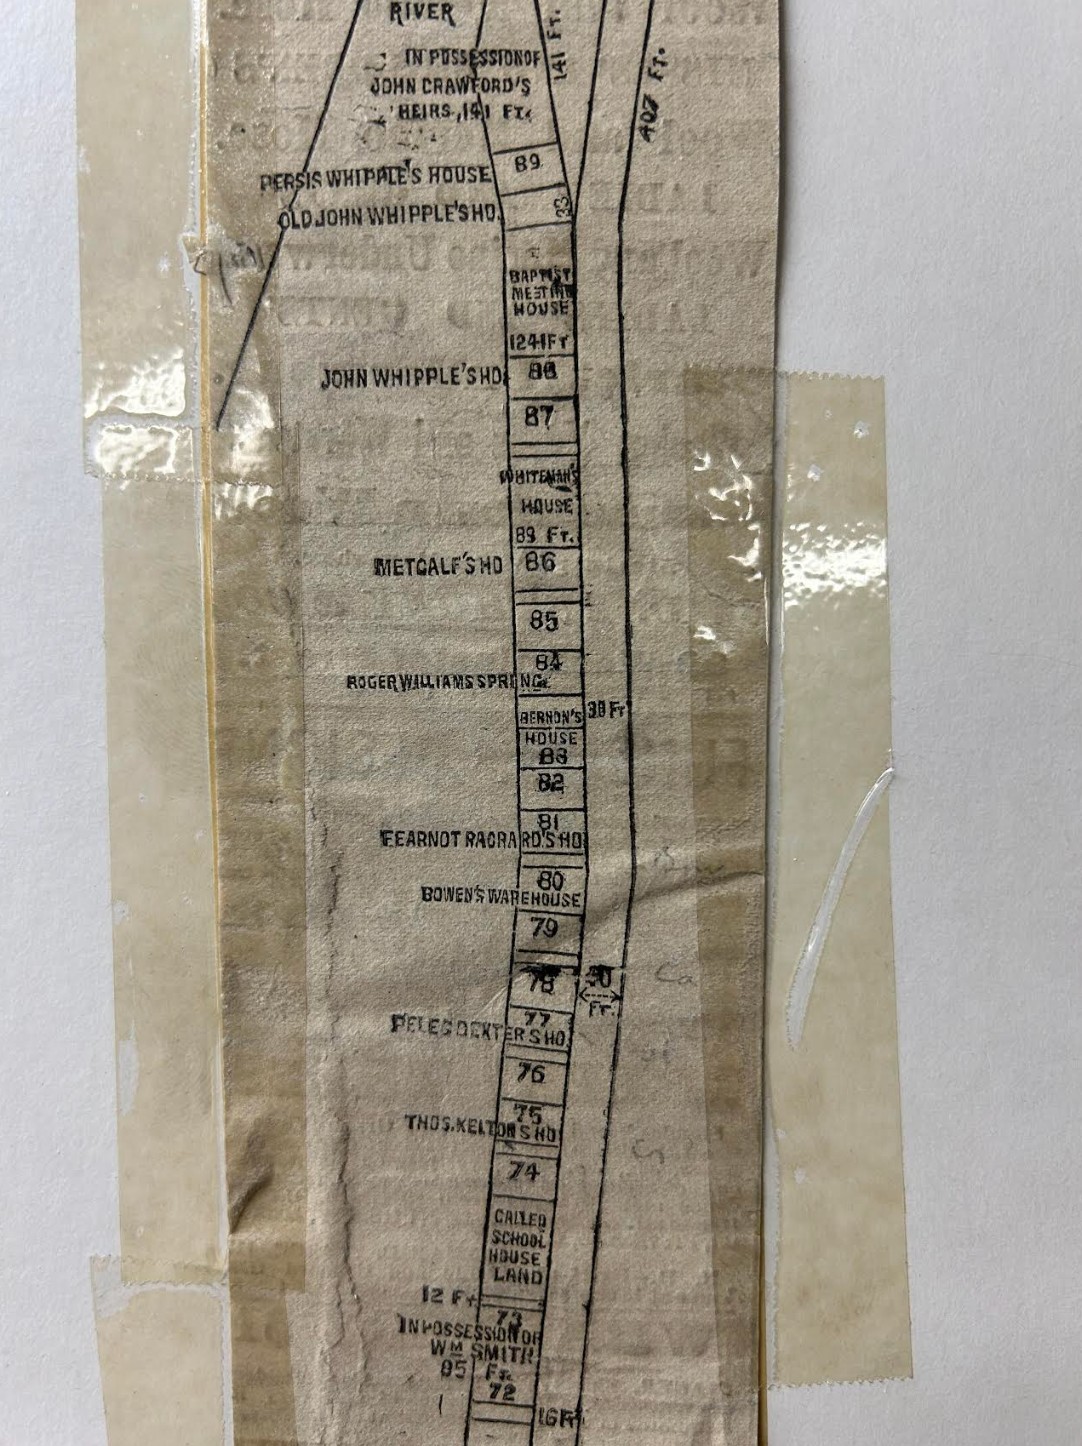 RIVER
IN POSSESSION OF
JOHN CRAWFORD'S
HEIRS, 141 FT.
141 FT.
407 FT.
89
PERSIS WHIPPLE'S HOUSE
33
OLD JOHN WHIPPLE'S HO.
BAPTIST
MEETING
HOUSE
124 FT
JOHN WHIPPLE'S HO
88
87
WHITEMAN'S
HOUSE
89 FT.
METCALF'S HO
86
85
84
ROGER WILLIAMS SPRING
BERNON'S
30 FT
HOUSE
83
82
81
FEARNOT PACKARD'S HO
80
BOWEN'S WAREHOUSE
79
78
FT.
77
PELEG DEXTER'S HO
76
75
THOS. KELTON'S HO
74
CALLED
SCHOOL
HOUSE
LAND
12 Ft
73
IN POSSESSION OF
WM SMITH
95 FT.
72
16 FT